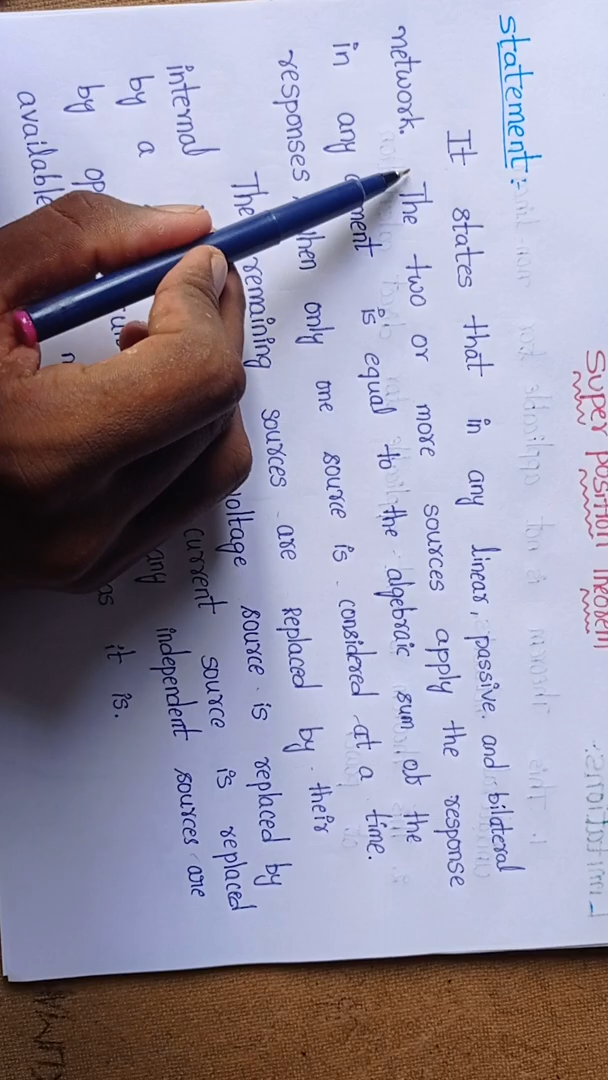 Super position Theorem
statement:
It states that in any linear, passive. and bilateral
network. The two or more sources apply the response
in any ment is equal to the algebraic sum of the
responses, when only one source is considered at a time.
The remaining sources are Replaced by their
internal voltage source is replaced by
by a current source is replaced
by op any independent sources are
available as it is.